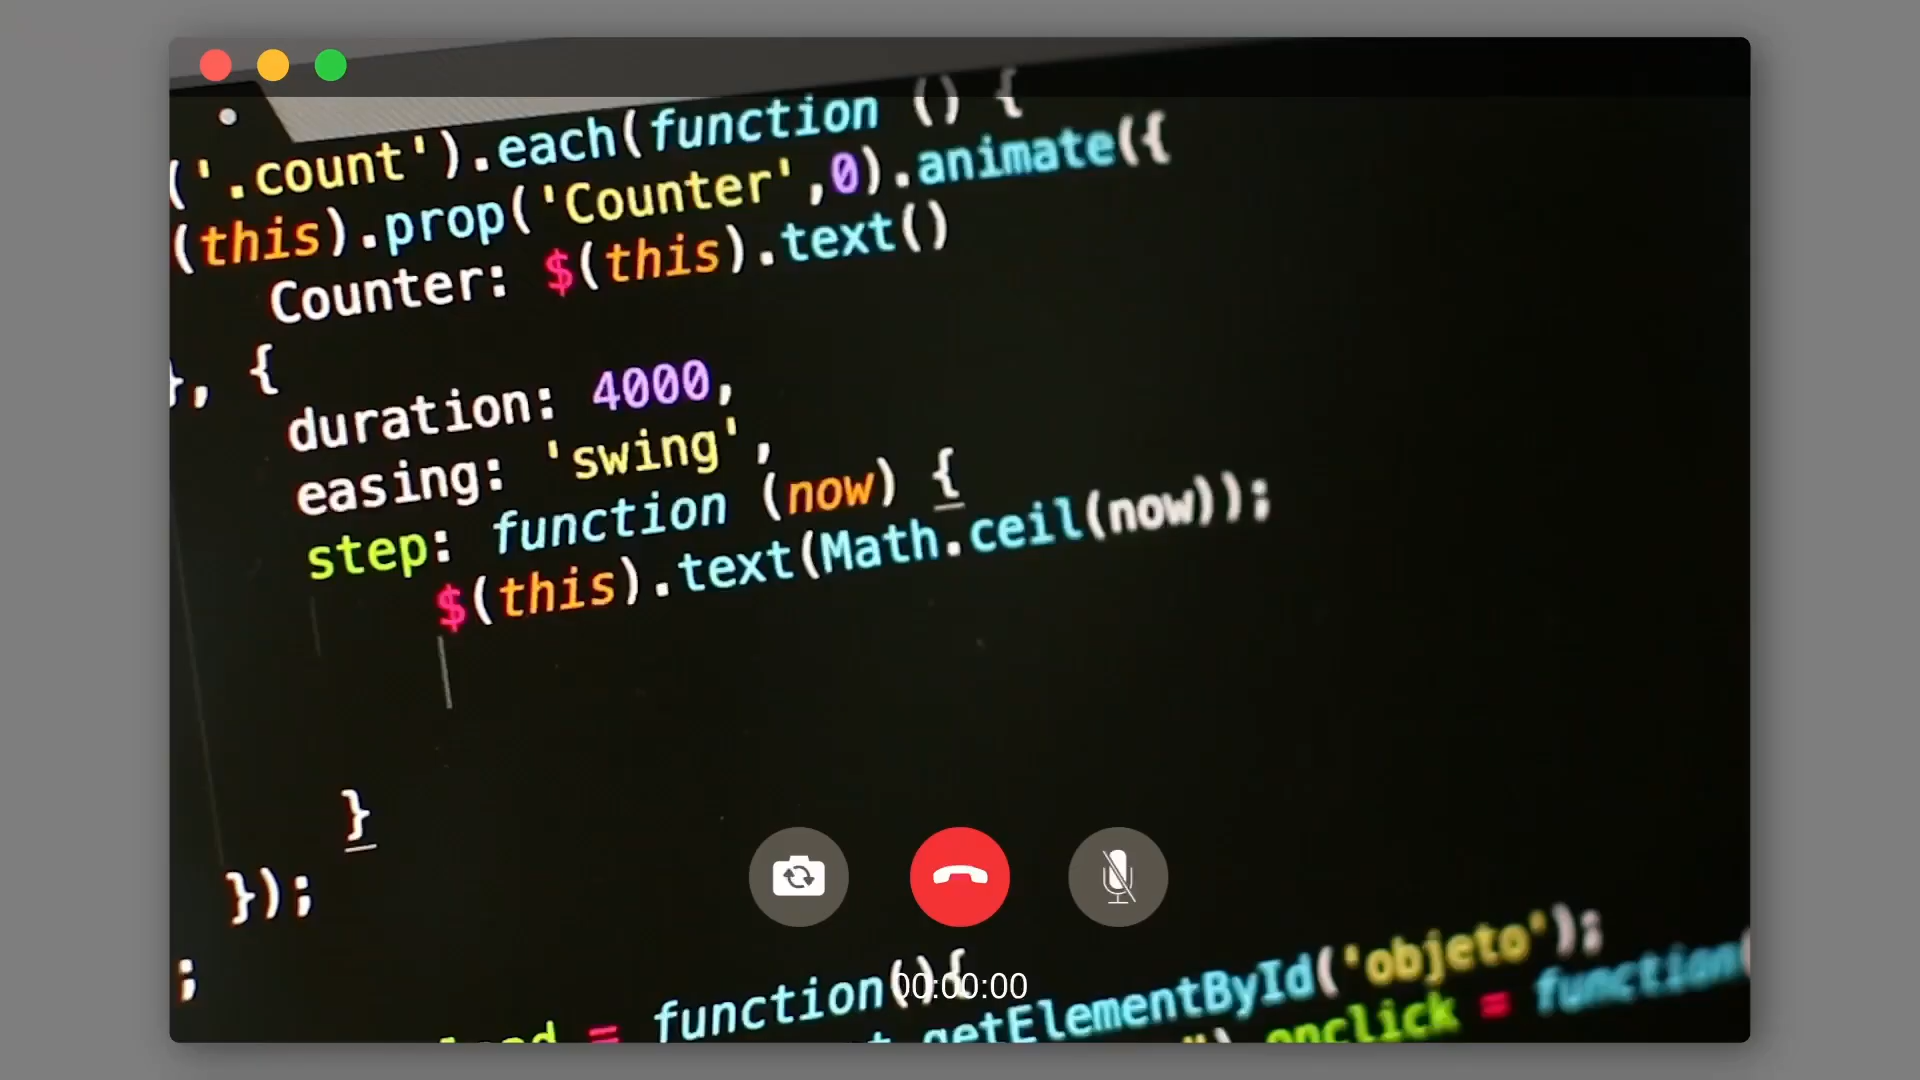 ('.count').each(function () {
(this).prop('Counter',0).animate({
Counter: $(this).text()
}, {
duration: 4000,
easing: 'swing',
step: function (now) {
$(this).text(Math.ceil(now));
}
});
;
= function(){
00:00:00
.getElementById('objeto');
.onclick = function(